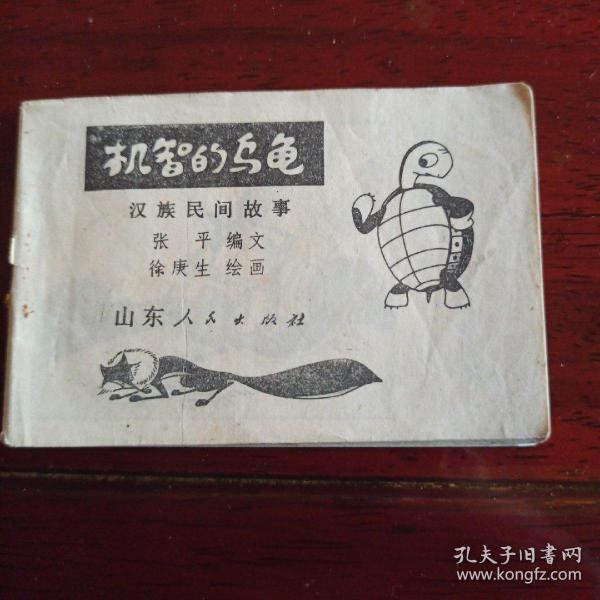 机智的乌龟
汉族民间故事
张平编文
徐庚生绘画
山东人民出版社
孔夫子旧书网
www.kongfz.com